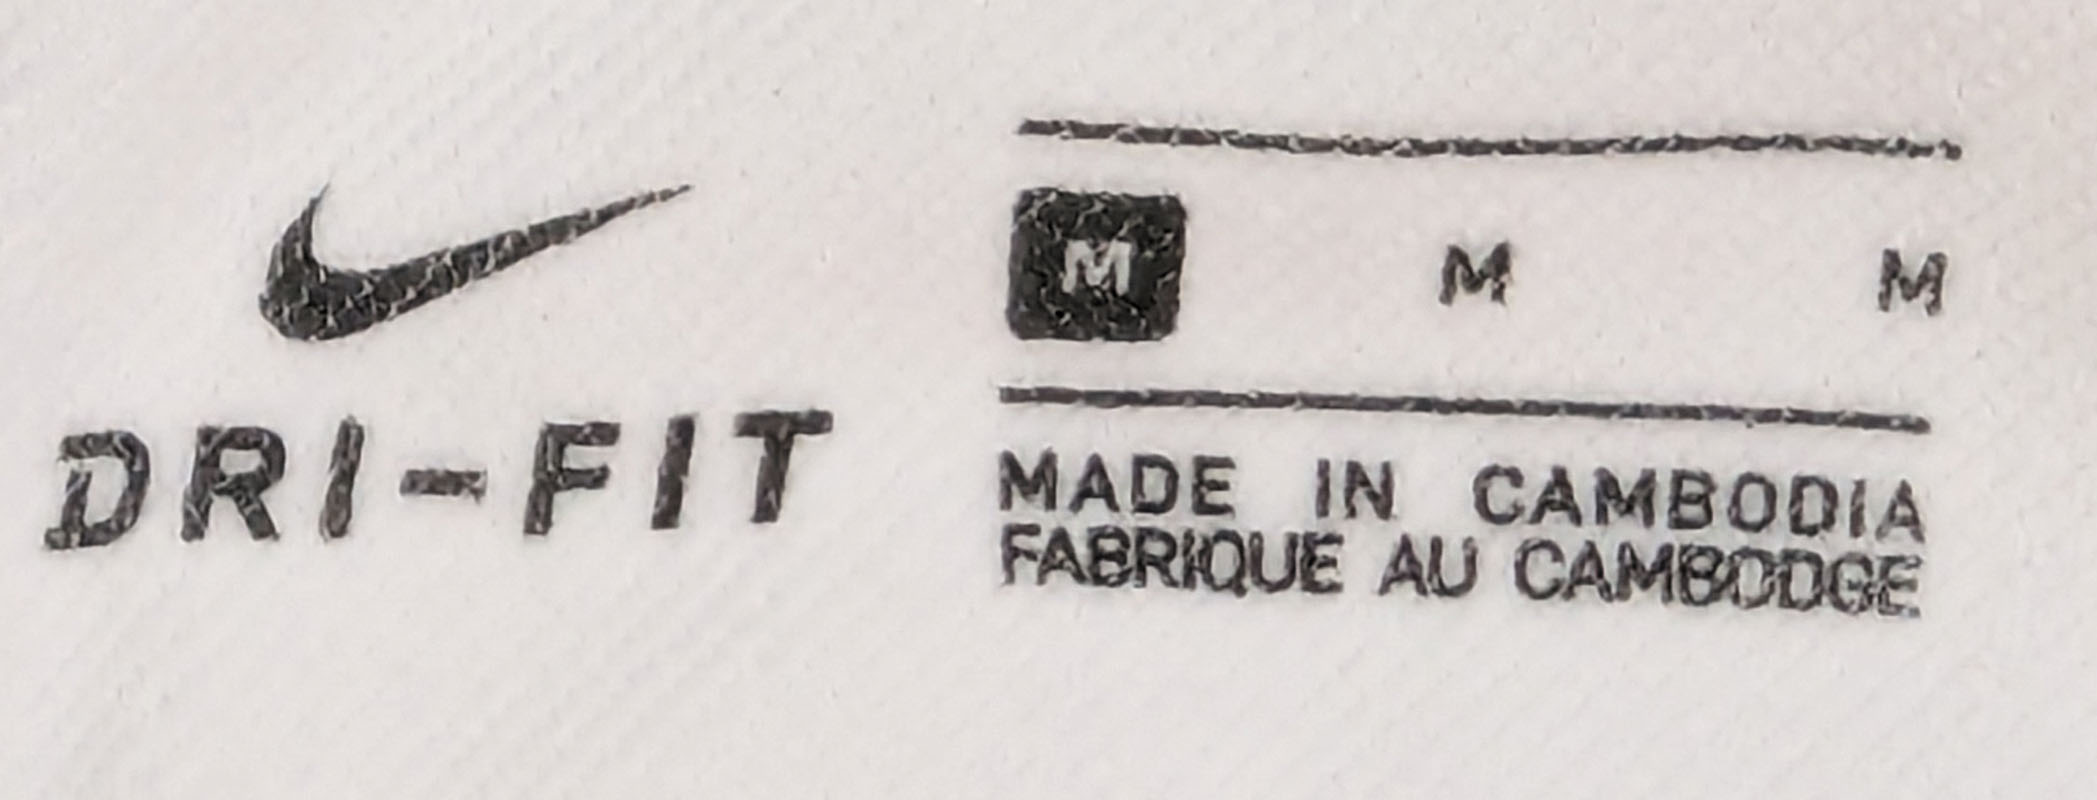 DRI-FIT
M M M
MADE IN CAMBODIA
FABRIQUE AU CAMBODGE